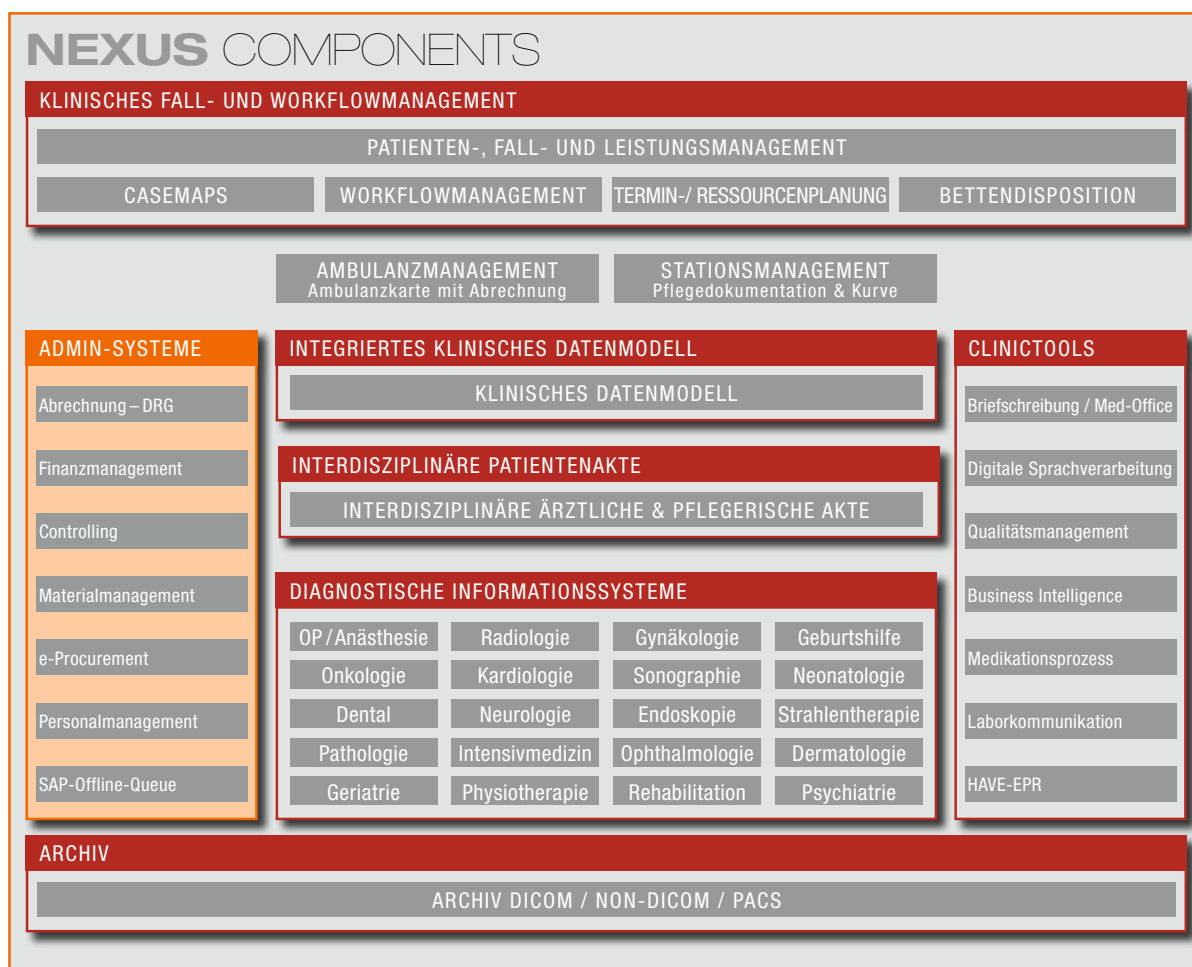 NEXUS COMPONENTS
KLINISCHES FALL- UND WORKFLOWMANAGEMENT
PATIENTEN-, FALL- UND LEISTUNGSMANAGEMENT
CASEMAPS
WORKFLOWMANAGEMENT
TERMIN-/ RESSOURCENPLANUNG
BETTENDISPOSITION
AMBULANZMANAGEMENT
Ambulanzkarte mit Abrechnung
STATIONSMANAGEMENT
Pflegedokumentation & Kurve
ADMIN-SYSTEME
Abrechnung – DRG
Finanzmanagement
Controlling
Materialmanagement
e-Procurement
Personalmanagement
SAP-Offline-Queue
INTEGRIERTES KLINISCHES DATENMODELL
KLINISCHES DATENMODELL
INTERDISZIPLINÄRE PATIENTENAKTE
INTERDISZIPLINÄRE ÄRZTLICHE & PFLEGERISCHE AKTE
DIAGNOSTISCHE INFORMATIONSSYSTEME
OP / Anästhesie
Radiologie
Gynäkologie
Geburtshilfe
Onkologie
Kardiologie
Sonographie
Neonatologie
Dental
Neurologie
Endoskopie
Strahlentherapie
Pathologie
Intensivmedizin
Ophthalmologie
Dermatologie
Geriatrie
Physiotherapie
Rehabilitation
Psychiatrie
CLINICTOOLS
Briefschreibung / Med-Office
Digitale Sprachverarbeitung
Qualitätsmanagement
Business Intelligence
Medikationsprozess
Laborkommunikation
HAVE-EPR
ARCHIV
ARCHIV DICOM / NON-DICOM / PACS